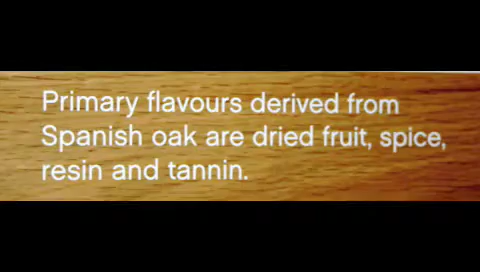 Primary flavours derived from
Spanish oak are dried fruit, spice,
resin and tannin.